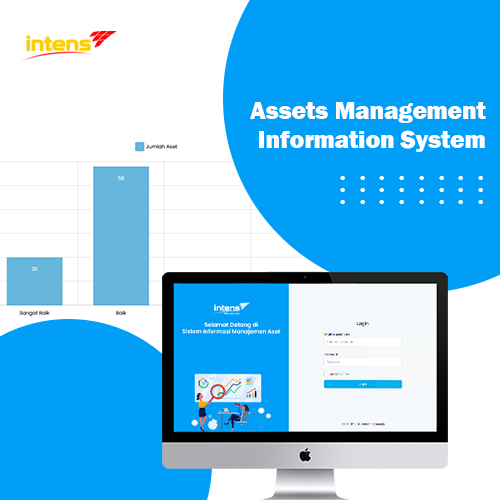 intens
Assets Management
Information System
Jumlah Aset
58
20
Sangat Baik
Baik
intens
Selamat Datang di
Sistem Informasi Manajemen Aset
Login
Login